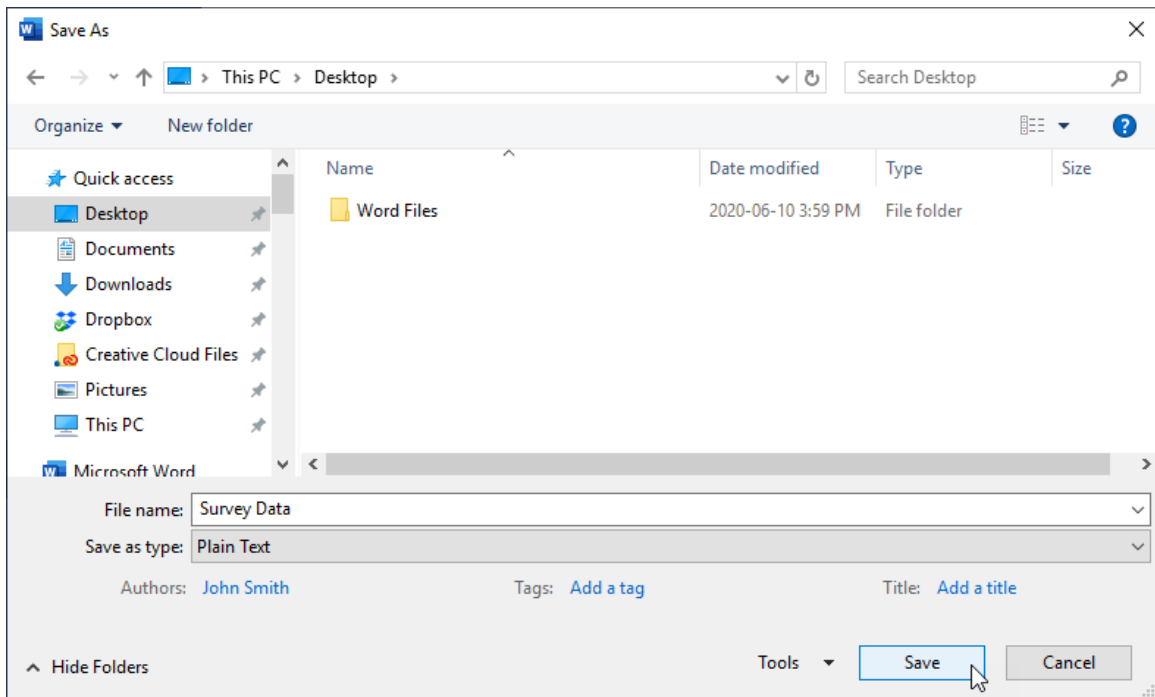 Save As
This PC > Desktop >
Search Desktop
Organize
New folder
Name
Date modified
Type
Size
Quick access
Desktop
Documents
Downloads
Dropbox
Creative Cloud Files
Pictures
This PC
Microsoft Word
Word Files
2020-06-10 3:59 PM
File folder
File name: Survey Data
Save as type: Plain Text
Authors: John Smith
Tags: Add a tag
Title: Add a title
Hide Folders
Tools
Save
Cancel